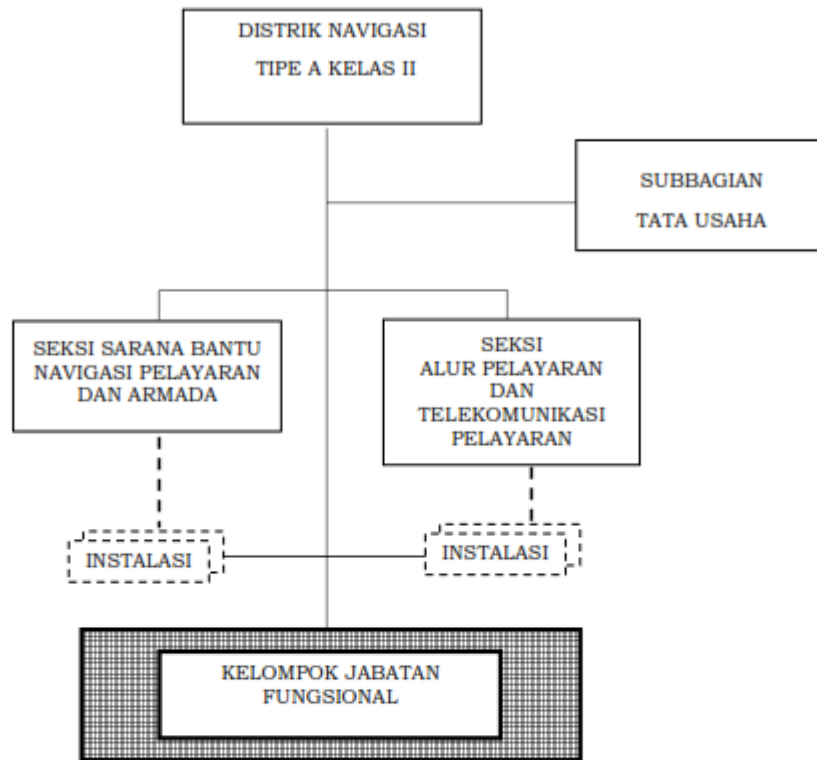 DISTRIK NAVIGASI
TIPE A KELAS II
SUBBAGIAN
TATA USAHA
SEKSI SARANA BANTU
NAVIGASI PELAYARAN
DAN ARMADA
SEKSI
ALUR PELAYARAN
DAN
TELEKOMUNIKASI
PELAYARAN
INSTALASI
INSTALASI
KELOMPOK JABATAN
FUNGSIONAL